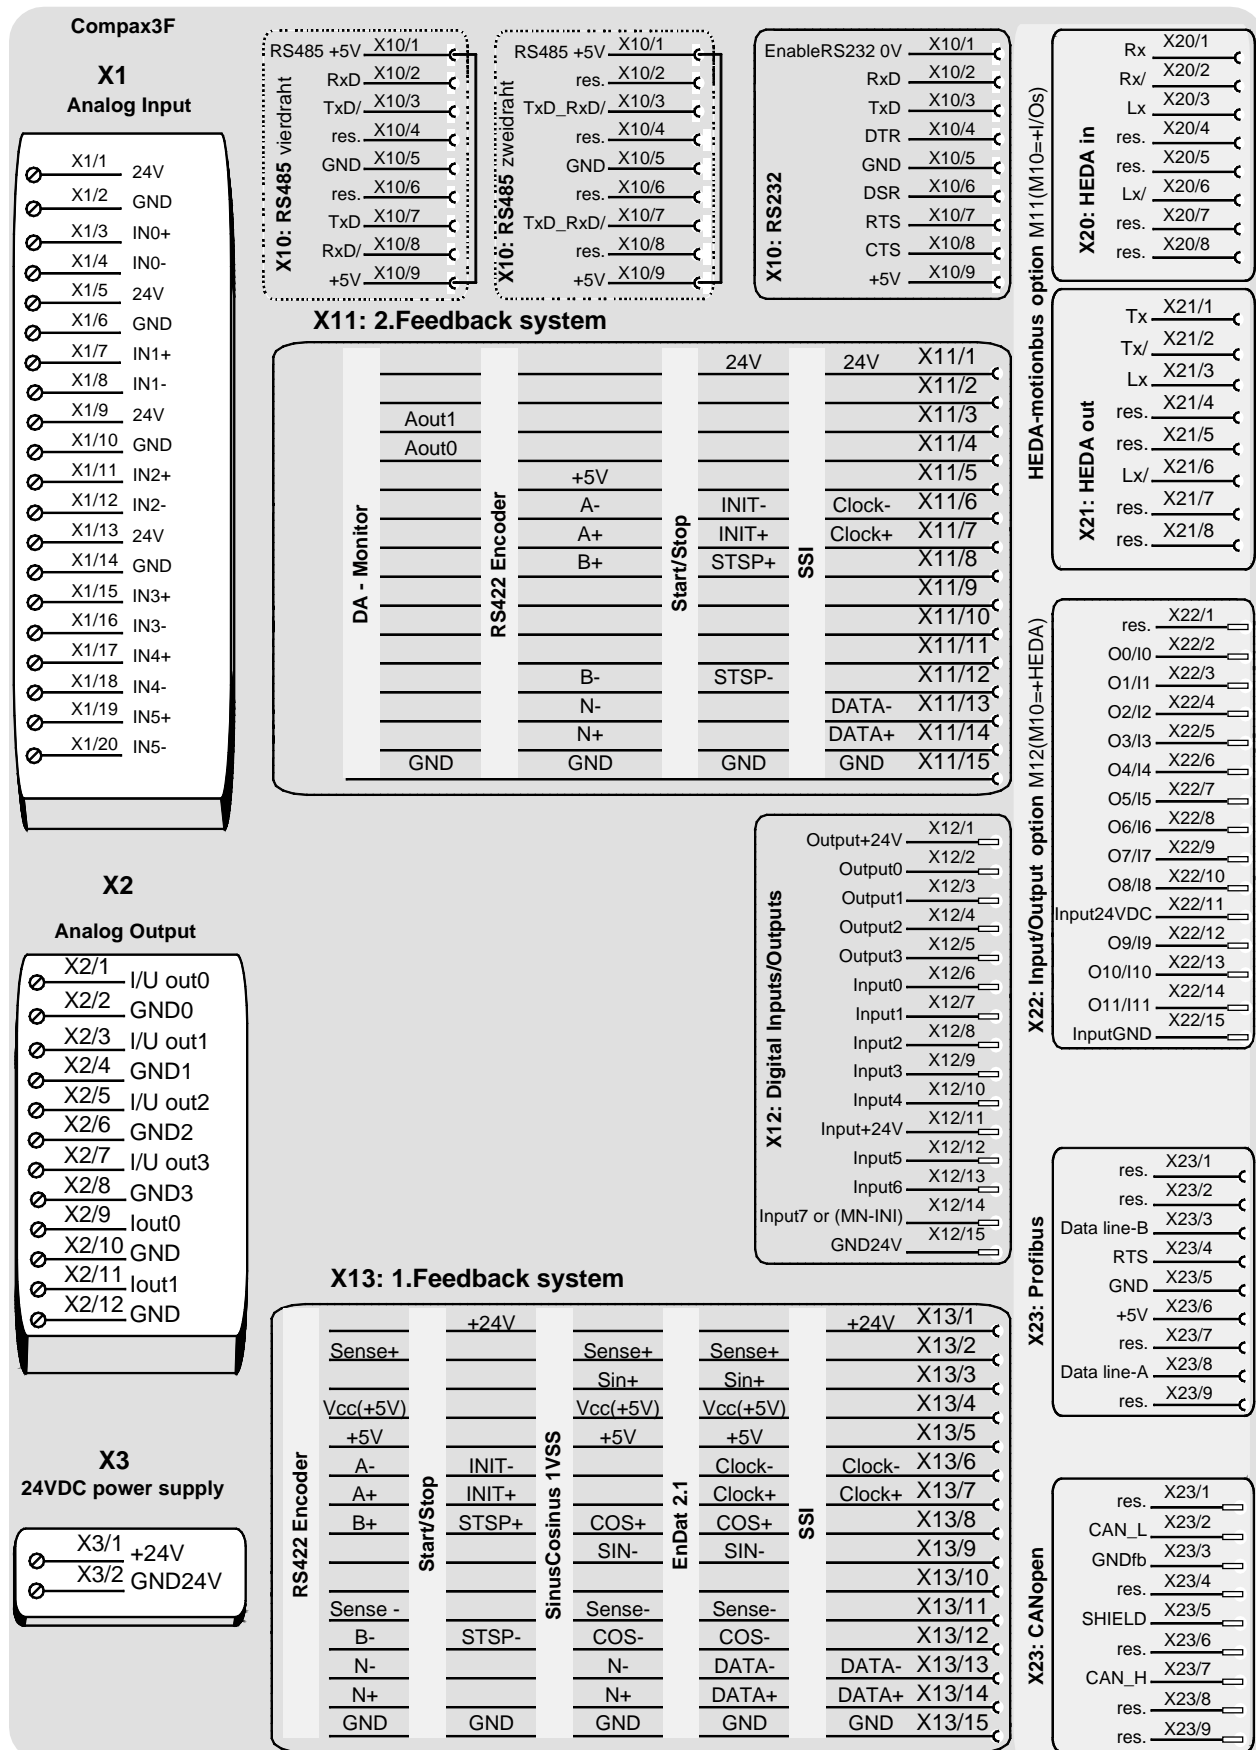 Compax3F
X1
Analog Input
X1/1 24V
X1/2 GND
X1/3 IN0+
X1/4 IN0-
X1/5 24V
X1/6 GND
X1/7 IN1+
X1/8 IN1-
X1/9 24V
X1/10 GND
X1/11 IN2+
X1/12 IN2-
X1/13 24V
X1/14 GND
X1/15 IN3+
X1/16 IN3-
X1/17 IN4+
X1/18 IN4-
X1/19 IN5+
X1/20 IN5-
X2
Analog Output
X2/1 I/U out0
X2/2 GND0
X2/3 I/U out1
X2/4 GND1
X2/5 I/U out2
X2/6 GND2
X2/7 I/U out3
X2/8 GND3
X2/9 Iout0
X2/10 GND
X2/11 Iout1
X2/12 GND
X3
24VDC power supply
X3/1 +24V
X3/2 GND24V
X10: RS485 vierdraht
RS485 +5V X10/1
RxD X10/2
TxD/ X10/3
res. X10/4
GND X10/5
res. X10/6
TxD X10/7
RxD/ X10/8
+5V X10/9
X10: RS485 zweidraht
RS485 +5V X10/1
res. X10/2
TxD_RxD/ X10/3
res. X10/4
GND X10/5
res. X10/6
TxD_RxD/ X10/7
res. X10/8
+5V X10/9
X10: RS232
EnableRS232 0V X10/1
RxD X10/2
TxD X10/3
DTR X10/4
GND X10/5
DSR X10/6
RTS X10/7
CTS X10/8
+5V X10/9
X11: 2.Feedback system
DA - Monitor
RS422 Encoder
Start/Stop
SSI
24V 24V X11/1
X11/2
Aout1 X11/3
Aout0 X11/4
+5V X11/5
A- INIT- Clock- X11/6
A+ INIT+ Clock+ X11/7
B+ STSP+ X11/8
X11/9
X11/10
X11/11
B- STSP- X11/12
N- DATA- X11/13
N+ DATA+ X11/14
GND GND GND GND X11/15
X12: Digital Inputs/Outputs
Output+24V X12/1
Output0 X12/2
Output1 X12/3
Output2 X12/4
Output3 X12/5
Input0 X12/6
Input1 X12/7
Input2 X12/8
Input3 X12/9
Input4 X12/10
Input+24V X12/11
Input5 X12/12
Input6 X12/13
Input7 or (MN-INI) X12/14
GND24V X12/15
X13: 1.Feedback system
RS422 Encoder
Start/Stop
SinusCosinus 1VSS
EnDat 2.1
SSI
+24V +24V X13/1
Sense+ Sense+ Sense+ X13/2
Sin+ Sin+ X13/3
Vcc(+5V) Vcc(+5V) Vcc(+5V) X13/4
+5V +5V +5V X13/5
A- INIT- Clock- Clock- X13/6
A+ INIT+ Clock+ Clock+ X13/7
B+ STSP+ COS+ COS+ X13/8
SIN- SIN- X13/9
X13/10
Sense - Sense- Sense- X13/11
B- STSP- COS- COS- X13/12
N- N- DATA- DATA- X13/13
N+ N+ DATA+ DATA+ X13/14
GND GND GND GND GND X13/15
HEDA-motionbus option M11(M10=+I/Os)
X20: HEDA in
Rx X20/1
Rx/ X20/2
Lx X20/3
res. X20/4
res. X20/5
Lx/ X20/6
res. X20/7
res. X20/8
X21: HEDA out
Tx X21/1
Tx/ X21/2
Lx X21/3
res. X21/4
res. X21/5
Lx/ X21/6
res. X21/7
res. X21/8
X22: Input/Output option M12(M10=+HEDA)
res. X22/1
O0/I0 X22/2
O1/I1 X22/3
O2/I2 X22/4
O3/I3 X22/5
O4/I4 X22/6
O5/I5 X22/7
O6/I6 X22/8
O7/I7 X22/9
O8/I8 X22/10
Input24VDC X22/11
O9/I9 X22/12
O10/I10 X22/13
O11/I11 X22/14
InputGND X22/15
X23: Profibus
res. X23/1
res. X23/2
Data line-B X23/3
RTS X23/4
GND X23/5
+5V X23/6
res. X23/7
Data line-A X23/8
res. X23/9
X23: CANopen
res. X23/1
CAN_L X23/2
GNDfb X23/3
res. X23/4
SHIELD X23/5
res. X23/6
CAN_H X23/7
res. X23/8
res. X23/9